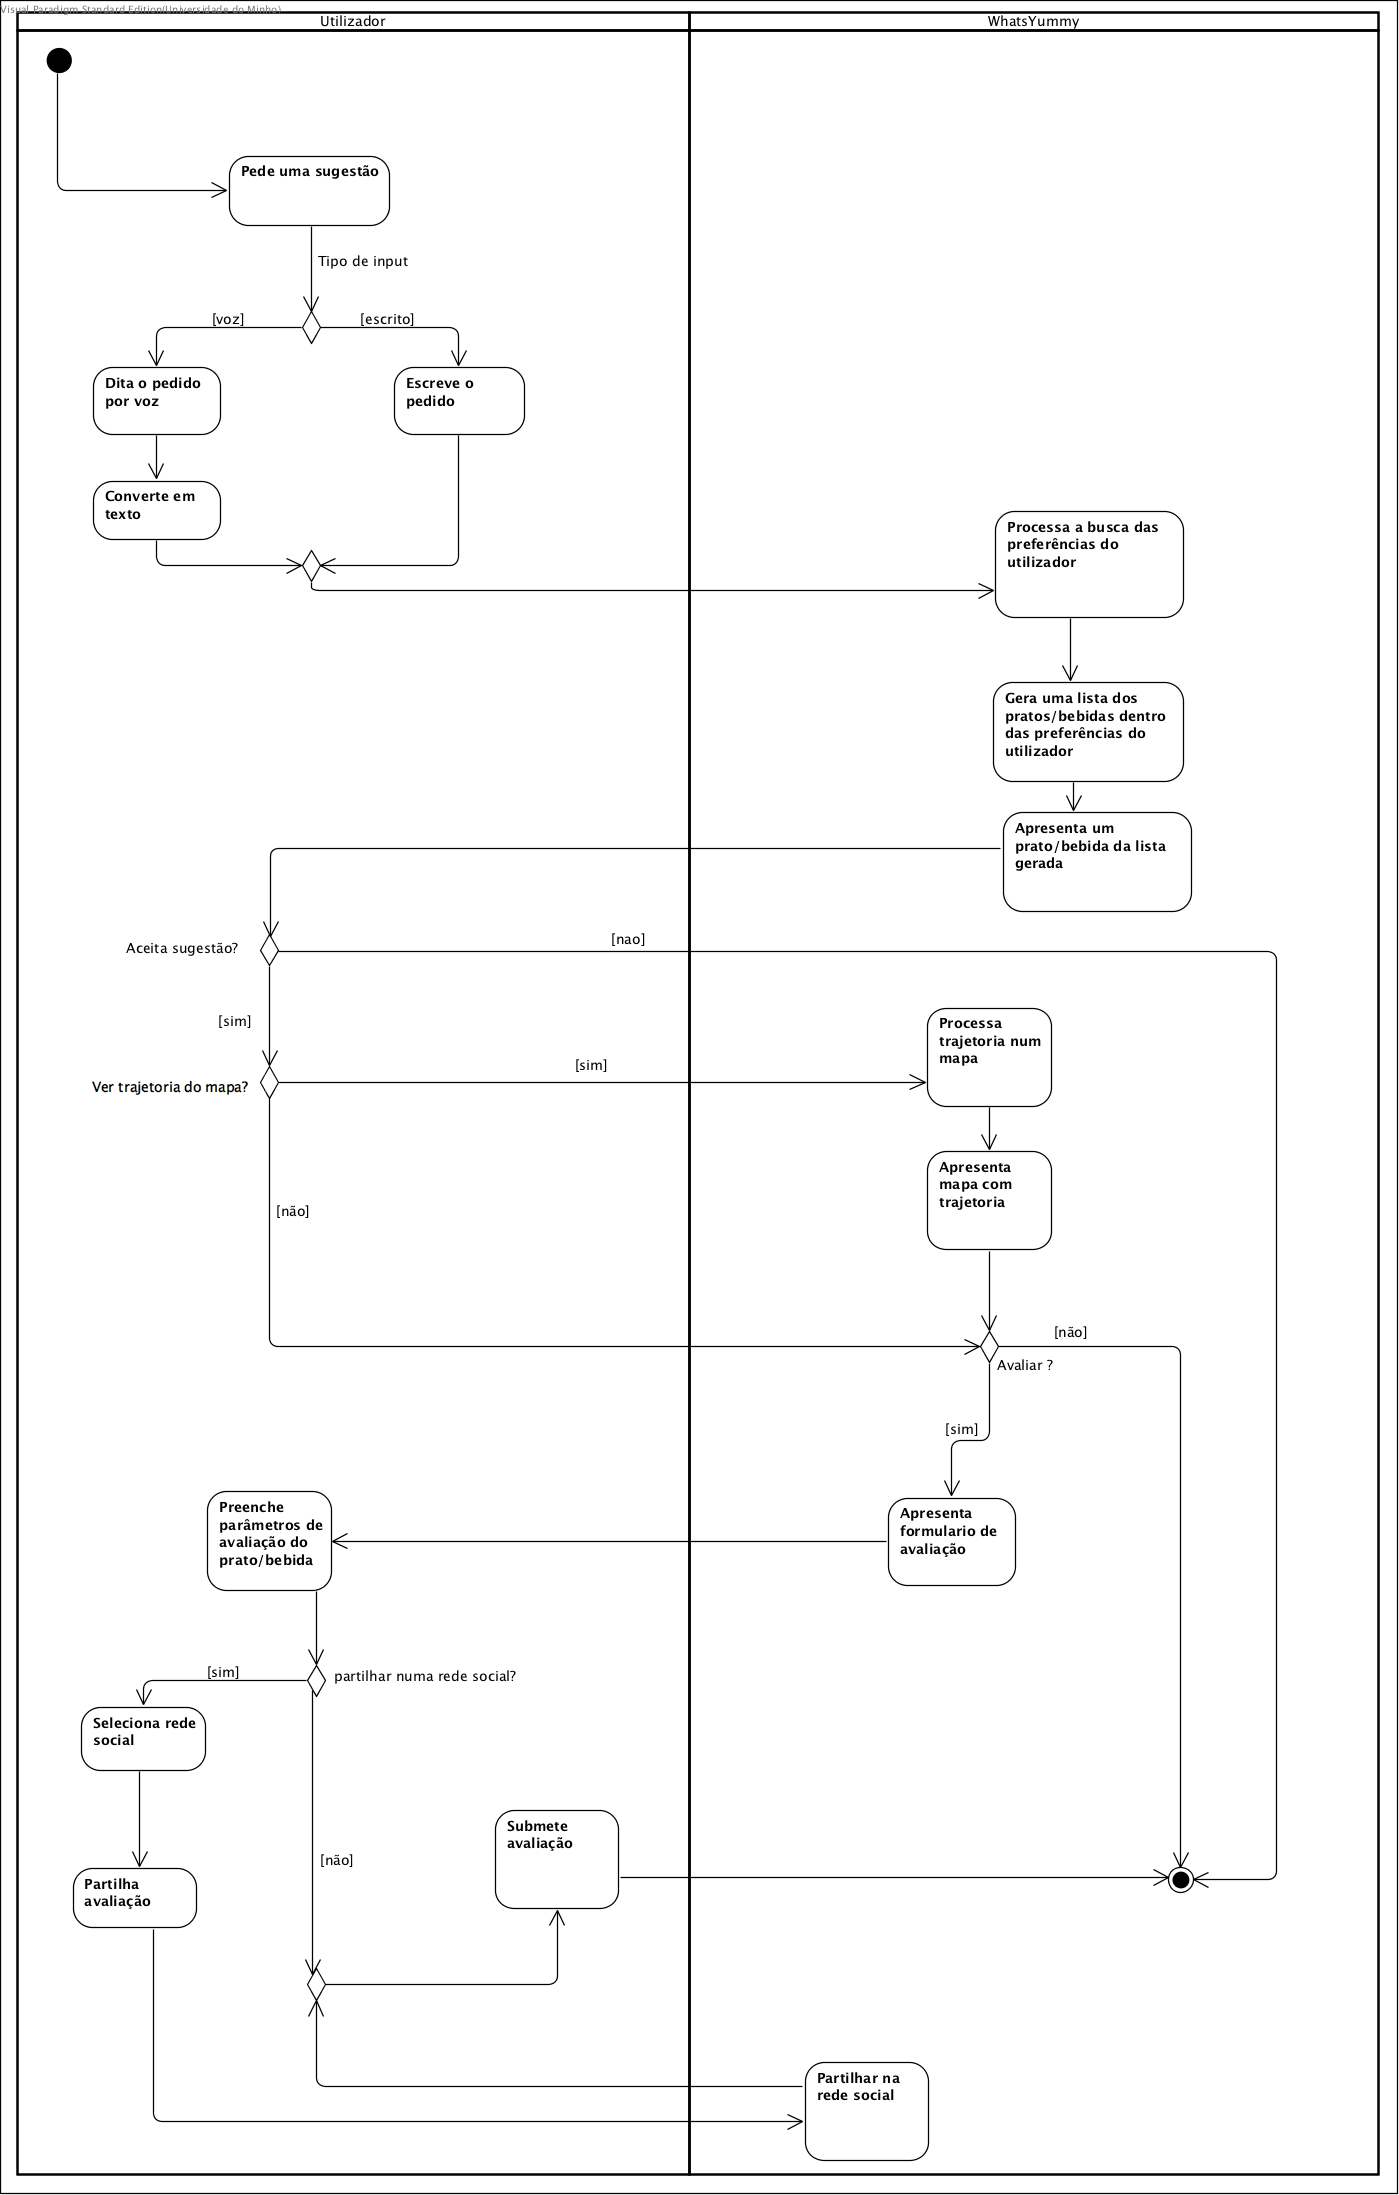 Visual Paradigm Standard Edition(Universidade do Minho)
Utilizador
WhatsYummy
Pede uma sugestão
Tipo de input
[voz]
[escrito]
Dita o pedido
por voz
Escreve o
pedido
Converte em
texto
Processa a busca das
preferências do
utilizador
Gera uma lista dos
pratos/bebidas dentro
das preferências do
utilizador
Apresenta um
prato/bebida da lista
gerada
Aceita sugestão?
[nao]
[sim]
Processa
trajetoria num
mapa
Ver trajetoria do mapa?
[sim]
Apresenta
mapa com
trajetoria
[não]
[não]
Avaliar ?
[sim]
Preenche
parâmetros de
avaliação do
prato/bebida
Apresenta
formulario de
avaliação
[sim]
partilhar numa rede social?
Seleciona rede
social
Submete
avaliação
[não]
Partilha
avaliação
Partilhar na
rede social